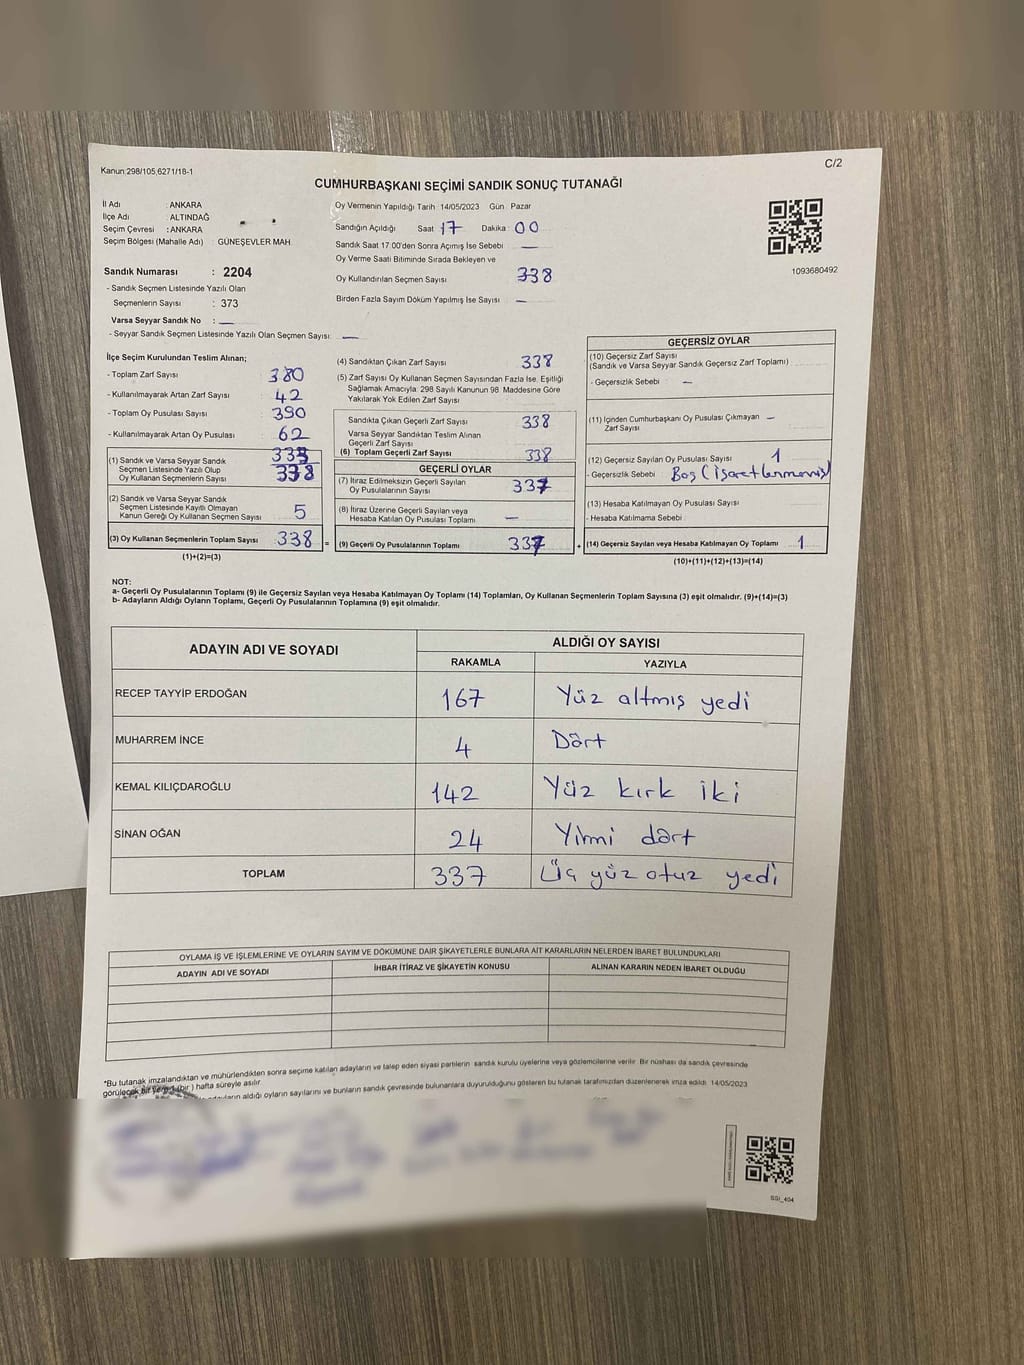 C/2
Kanun:298/105,6271/18-1
CUMHURBAŞKANI SEÇİMİ SANDIK SONUÇ TUTANAĞI
İl Adı : ANKARA
İlçe Adı : ALTINDAĞ
Seçim Çevresi : ANKARA
Seçim Bölgesi (Mahalle Adı) : GÜNEŞEVLER MAH.
Sandık Numarası : 2204
- Sandık Seçmen Listesinde Yazılı Olan
Seçmenlerin Sayısı : 373
Varsa Seyyar Sandık No : —
- Seyyar Sandık Seçmen Listesinde Yazılı Olan Seçmen Sayısı: —
Oy Vermenin Yapıldığı Tarih 14/05/2023 Gün Pazar
Sandığın Açıldığı Saat 17 Dakika 00
Sandık Saat 17:00'den Sonra Açımış İse Sebebi —
Oy Verme Saati Bitiminde Sırada Bekleyen ve
Oy Kullandırılan Seçmen Sayısı 338
Birden Fazla Sayım Döküm Yapılmış İse Sayısı —
1093680492
İlçe Seçim Kurulundan Teslim Alınan;
- Toplam Zarf Sayısı 380
- Kullanılmayarak Artan Zarf Sayısı 42
- Toplam Oy Pusulası Sayısı 390
- Kullanılmayarak Artan Oy Pusulası 62
(1) Sandık ve Varsa Seyyar Sandık 333
Seçmen Listesinde Yazılı Olup
Oy Kullanan Seçmenlerin Sayısı 338
(2) Sandık ve Varsa Seyyar Sandık
Seçmen Listesinde Kayıtlı Olmayan
Kanun Gereği Oy Kullanan Seçmen Sayısı 5
(3) Oy Kullanan Seçmenlerin Toplam Sayısı 338 =
(1)+(2)=(3)
(4) Sandıktan Çıkan Zarf Sayısı 338
(5) Zarf Sayısı Oy Kullanan Seçmen Sayısından Fazla İse, Eşitliği
Sağlamak Amacıyla; 298 Sayılı Kanunun 98. Maddesine Göre
Yakılarak Yok Edilen Zarf Sayısı
Sandıkta Çıkan Geçerli Zarf Sayısı 338
Varsa Seyyar Sandıktan Teslim Alınan
Geçerli Zarf Sayısı
(6) Toplam Geçerli Zarf Sayısı 338
GEÇERLİ OYLAR
(7) İtiraz Edilmeksizin Geçerli Sayılan
Oy Pusulalarının Sayısı 337
(8) İtiraz Üzerine Geçerli Sayılan veya
Hesaba Katılan Oy Pusulası Toplamı —
(9) Geçerli Oy Pusulalarının Toplamı 337 +
GEÇERSİZ OYLAR
(10) Geçersiz Zarf Sayısı
(Sandık ve Varsa Seyyar Sandık Geçersiz Zarf Toplamı)
- Geçersizlik Sebebi —
(11) İçinden Cumhurbaşkanı Oy Pusulası Çıkmayan —
Zarf Sayısı
(12) Geçersiz Sayılan Oy Pusulası Sayısı 1
- Geçersizlik Sebebi Boş (İşaretlenmemiş)
(13) Hesaba Katılmayan Oy Pusulası Sayısı
- Hesaba Katılmama Sebebi
(14) Geçersiz Sayılan veya Hesaba Katılmayan Oy Toplamı 1
(10)+(11)+(12)+(13)=(14)
NOT:
a- Geçerli Oy Pusulalarının Toplamı (9) ile Geçersiz Sayılan veya Hesaba Katılmayan Oy Toplamı (14) Toplamları, Oy Kullanan Seçmenlerin Toplam Sayısına (3) eşit olmalıdır. (9)+(14)=(3)
b- Adayların Aldığı Oyların Toplamı, Geçerli Oy Pusulalarının Toplamına (9) eşit olmalıdır.
ADAYIN ADI VE SOYADI ALDIĞI OY SAYISI
RAKAMLA YAZIYLA
RECEP TAYYİP ERDOĞAN 167 Yüz altmış yedi
MUHARREM İNCE 4 Dört
KEMAL KILIÇDAROĞLU 142 Yüz kırk iki
SİNAN OĞAN 24 Yirmi dört
TOPLAM 337 Üç yüz otuz yedi
OYLAMA İŞ VE İŞLEMLERİNE VE OYLARIN SAYIM VE DÖKÜMÜNE DAİR ŞİKAYETLERLE BUNLARA AİT KARARLARIN NELERDEN İBARET BULUNDUKLARI
ADAYIN ADI VE SOYADI İHBAR İTİRAZ VE ŞİKAYETİN KONUSU ALINAN KARARIN NEDEN İBARET OLDUĞU
*Bu tutanak imzalandıktan ve mühürlendikten sonra seçime katılan adayların ve talep eden siyasi partilerin sandık kurulu üyelerine veya gözlemcilerine verilir. Bir nüshası da sandık çevresinde
görülecek bir yere (bir) hafta süreyle asılır.
aldığı oyların sayılarını ve bunların sandık çevresinde bulunanlara duyurulduğunu gösteren bu tutanak tarafımızdan düzenlenerek imza edildi. 14/05/2023
SSI_404